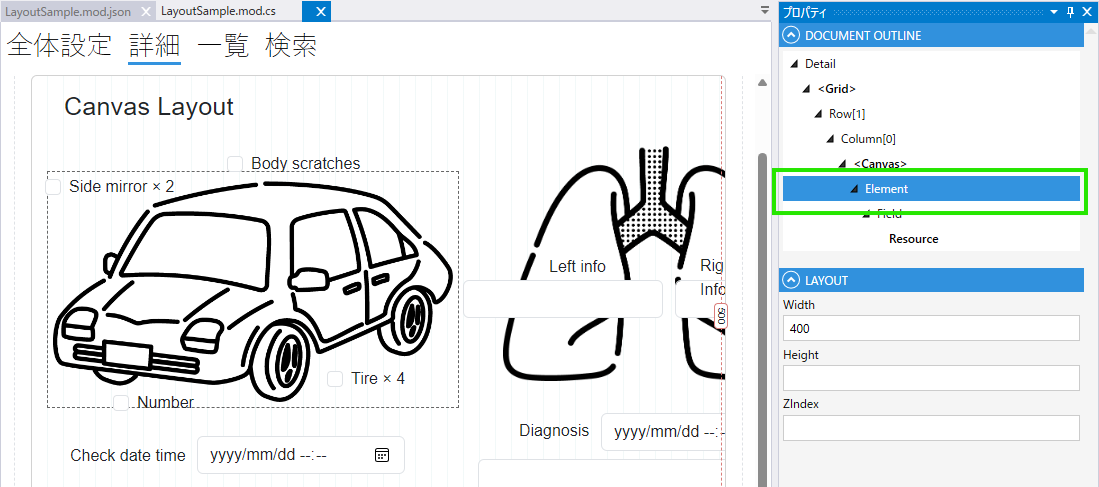 LayoutSample.mod.json
LayoutSample.mod.cs
全体設定 詳細 一覧 検索
Canvas Layout
Body scratches
Side mirror × 2
Left info
Rig
Info
500
Tire × 4
Number
Diagnosis
yyyy/mm/dd --:--
Check date time
yyyy/mm/dd --:--
プロパティ
DOCUMENT OUTLINE
Detail
<Grid>
Row[1]
Column[0]
<Canvas>
Element
Field
Resource
LAYOUT
Width
400
Height
ZIndex